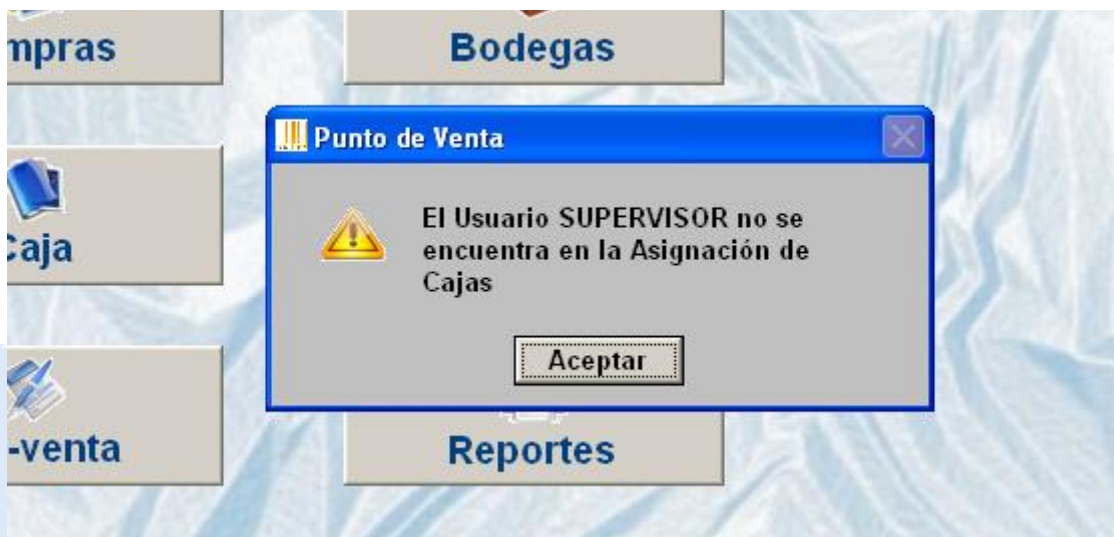 mpras
Bodegas
Punto de Venta
El Usuario SUPERVISOR no se
encuentra en la Asignación de
Cajas
aja
Aceptar
-venta
Reportes